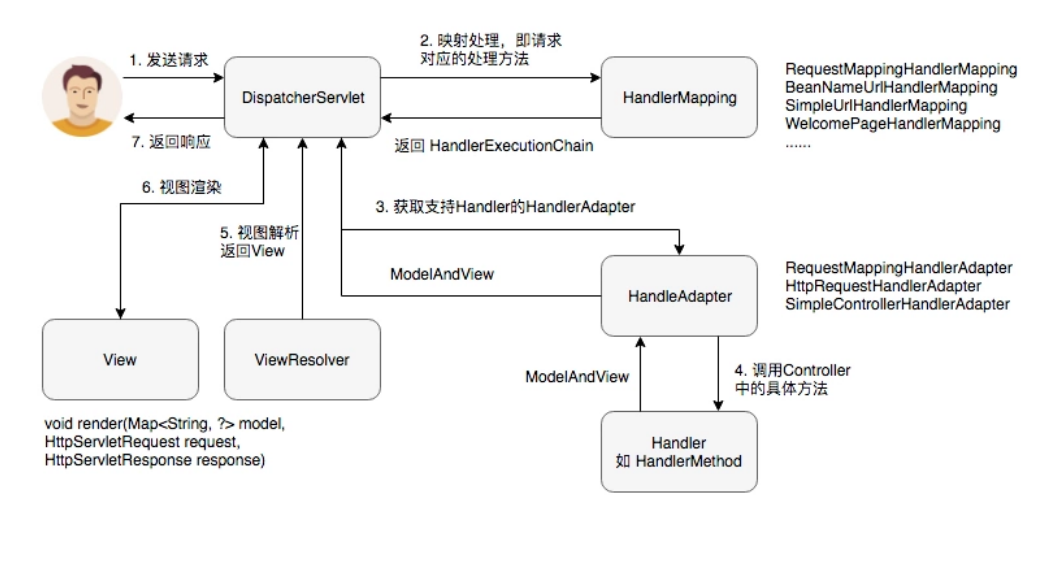 1. 发送请求
DispatcherServlet
7. 返回响应
2. 映射处理，即请求
对应的处理方法
HandlerMapping
返回 HandlerExecutionChain
RequestMappingHandlerMapping
BeanNameUrlHandlerMapping
SimpleUrlHandlerMapping
WelcomePageHandlerMapping
......
6. 视图渲染
5. 视图解析
返回View
3. 获取支持Handler的HandlerAdapter
ModelAndView
HandleAdapter
RequestMappingHandlerAdapter
HttpRequestHandlerAdapter
SimpleControllerHandlerAdapter
View
ViewResolver
ModelAndView
4. 调用Controller
中的具体方法
void render(Map<String, ?> model,
HttpServletRequest request,
HttpServletResponse response)
Handler
如 HandlerMethod